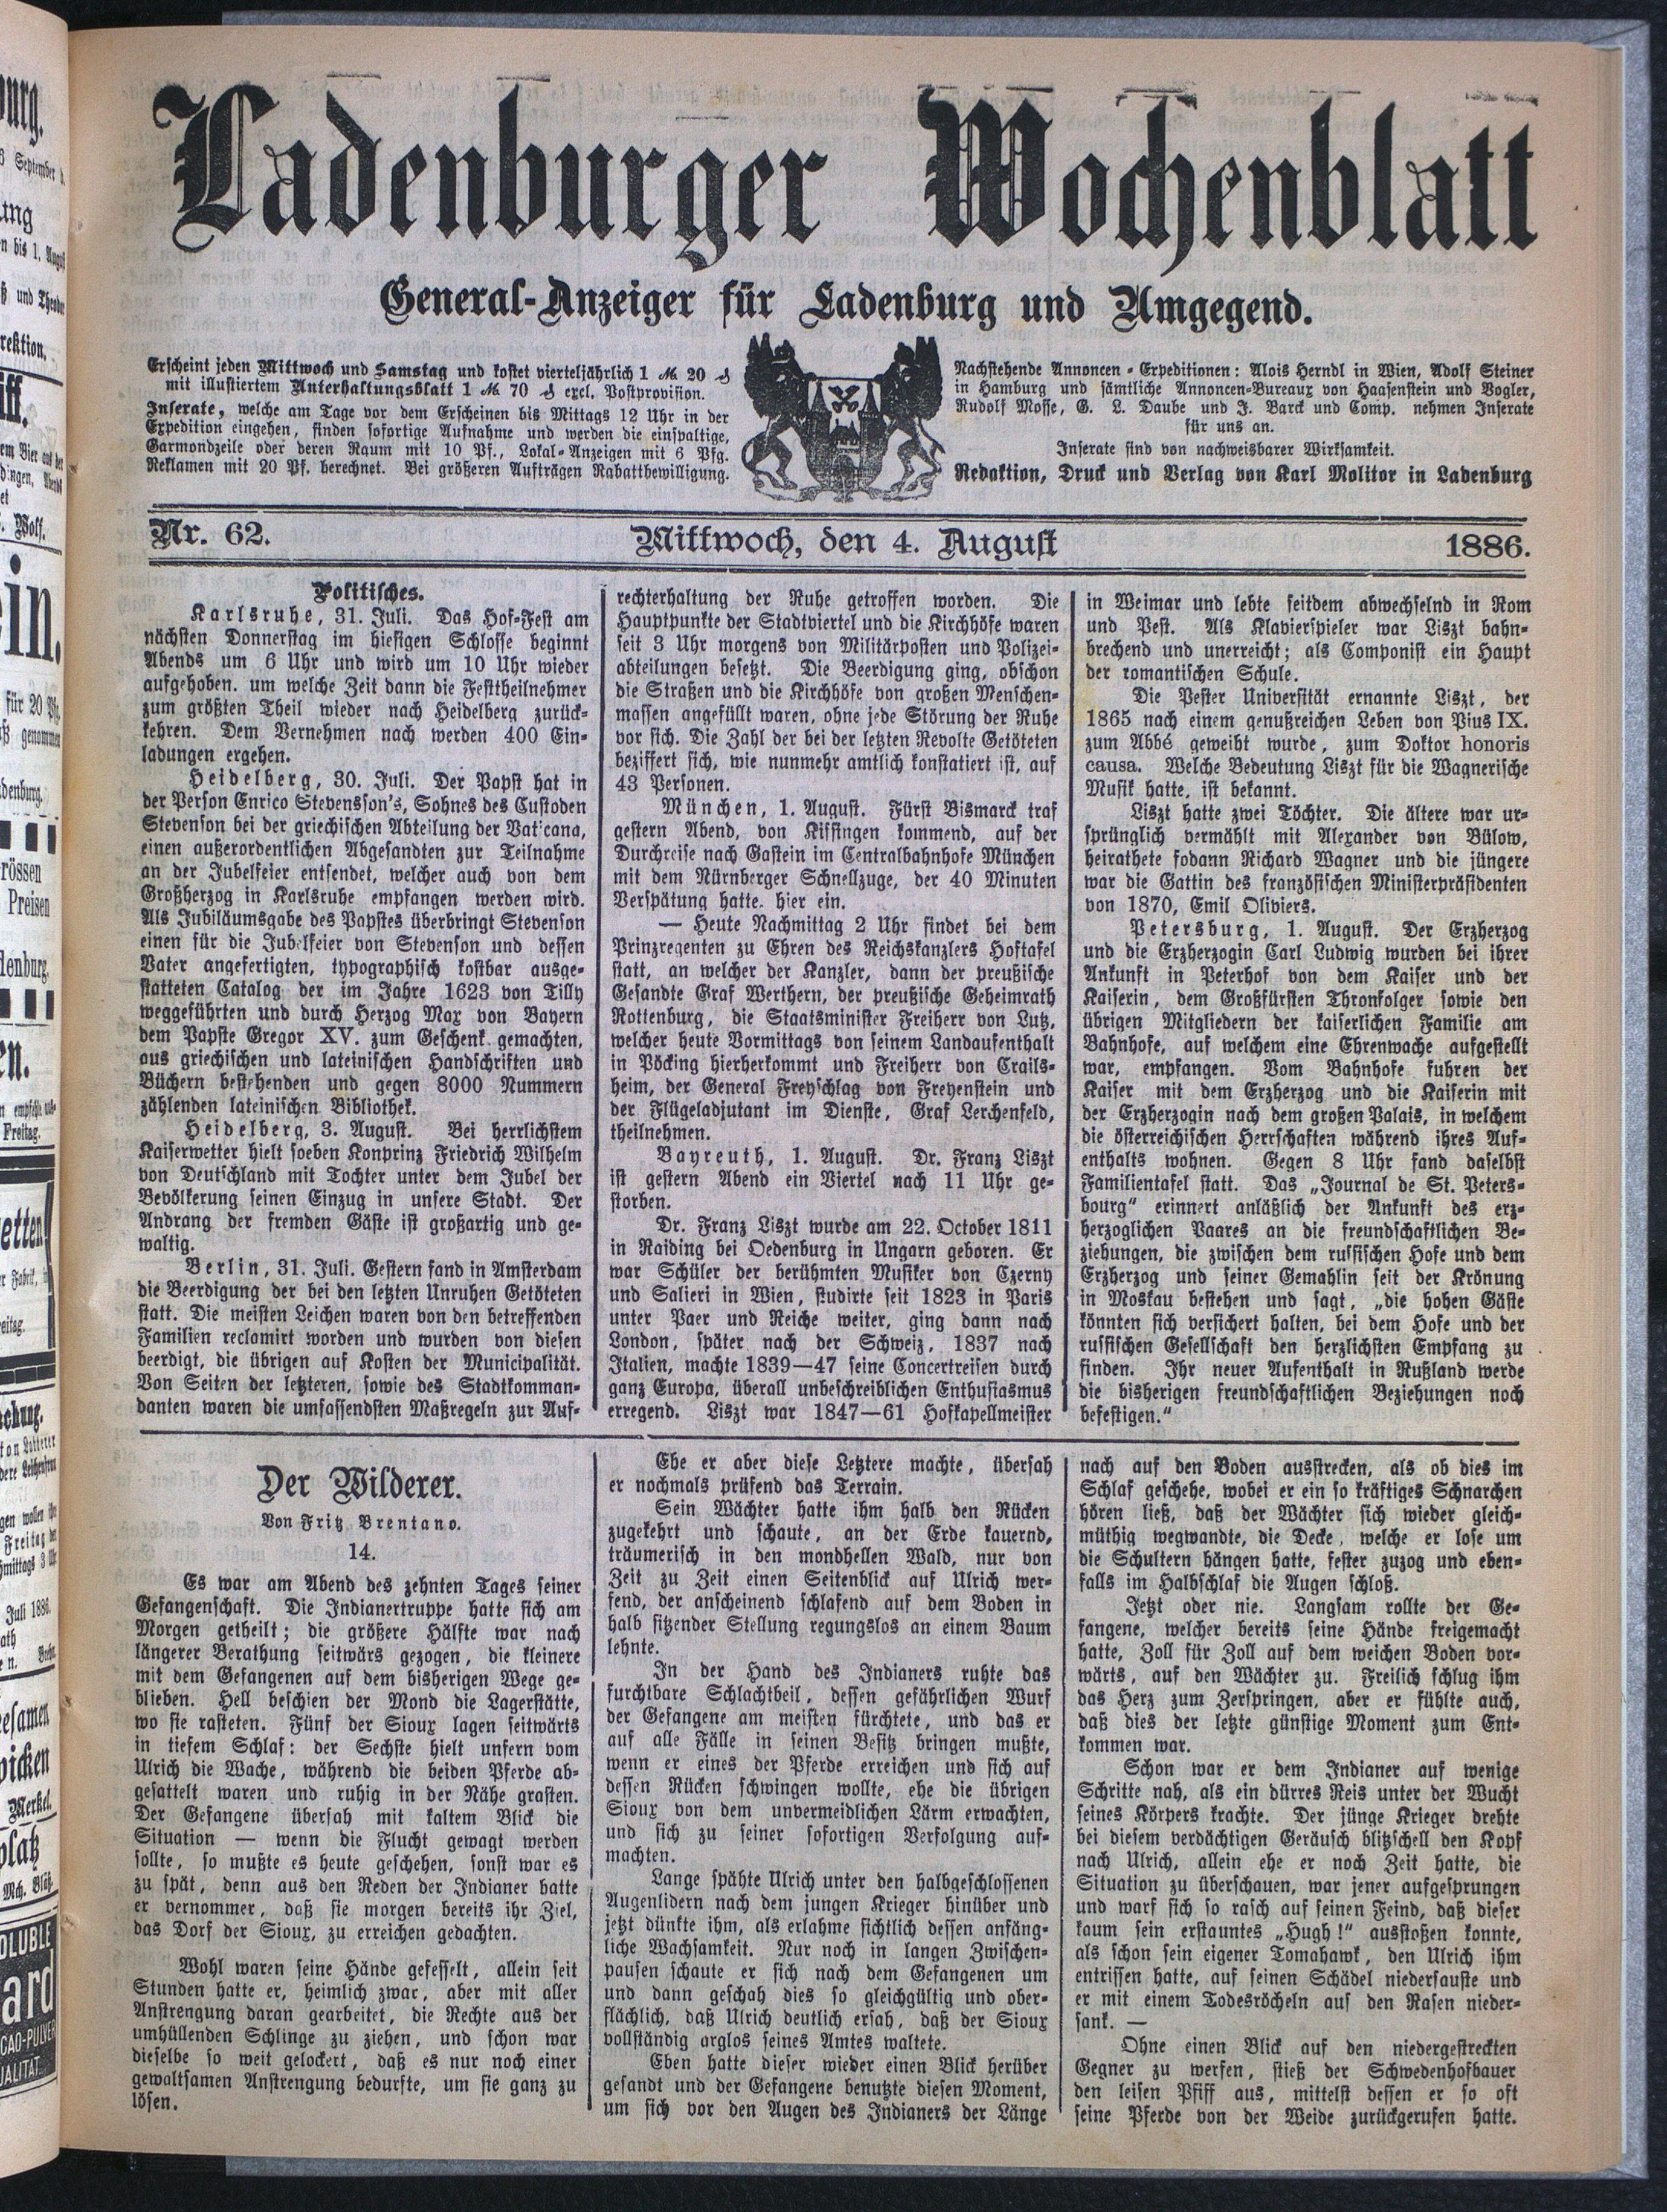 Ladenburger Wochenblatt
General-Anzeiger für Ladenburg und Umgegend.
Erscheint jeden Mittwoch und Samstag und kostet vierteljährlich 1 M. 20 ₰
mit illustiertem Unterhaltungsblatt 1 M. 70 ₰ excl. Postprovision.
Inserate, welche am Tage vor dem Erscheinen bis Mittags 12 Uhr in der
Expedition eingehen, finden sofortige Aufnahme und werden die einspaltige,
Garmondzeile oder deren Raum mit 10 Pf., Lokal-Anzeigen mit 6 Pfg.
Reklamen mit 20 Pf. berechnet. Bei größeren Aufträgen Rabattbewilligung.
Nachstehende Annoncen-Expeditionen: Alois Herndl in Wien, Adolf Steiner
in Hamburg und sämtliche Annoncen-Bureaux von Haasenstein und Vogler,
Rudolf Mosse, G. L. Daube und J. Barck und Comp. nehmen Inserate
für uns an.
Inserate sind von nachweisbarer Wirksamkeit.
Redaktion, Druck und Verlag von Karl Molitor in Ladenburg
Nr. 62.
Mittwoch, den 4. August
1886.
Politisches.
Karlsruhe, 31. Juli. Das Hof-Fest am
nächsten Donnerstag im hiesigen Schlosse beginnt
Abends um 6 Uhr und wird um 10 Uhr wieder
aufgehoben. um welche Zeit dann die Festtheilnehmer
zum größten Theil wieder nach Heidelberg zurück-
kehren. Dem Vernehmen nach werden 400 Ein-
ladungen ergehen.
Heidelberg, 30. Juli. Der Papst hat in
der Person Enrico Stevensson's, Sohnes des Custoden
Stevenson bei der griechischen Abteilung der Vaticana,
einen außerordentlichen Abgesandten zur Teilnahme
an der Jubelfeier entsendet, welcher auch von dem
Großherzog in Karlsruhe empfangen werden wird.
Als Jubiläumsgabe des Papstes überbringt Stevenson
einen für die Jubelfeier von Stevenson und dessen
Vater angefertigten, typographisch kostbar ausge-
statteten Catalog der im Jahre 1623 von Tilly
weggeführten und durch Herzog Max von Bayern
dem Papste Gregor XV. zum Geschenk gemachten,
aus griechischen und lateinischen Handschriften und
Büchern bestehenden und gegen 8000 Nummern
zählenden lateinischen Bibliothek.
Heidelberg, 3. August. Bei herrlichstem
Kaiserwetter hielt soeben Konprinz Friedrich Wilhelm
von Deutschland mit Tochter unter dem Jubel der
Bevölkerung seinen Einzug in unsere Stadt. Der
Andrang der fremden Gäste ist großartig und ge-
waltig.
Berlin, 31. Juli. Gestern fand in Amsterdam
die Beerdigung der bei den letzten Unruhen Getöteten
statt. Die meisten Leichen waren von den betreffenden
Familien reclamirt worden und wurden von diesen
beerdigt, die übrigen auf Kosten der Municipalität.
Von Seiten der letzteren, sowie des Stadtkomman-
danten waren die umfassendsten Maßregeln zur Auf-
rechterhaltung der Ruhe getroffen worden. Die
Hauptpunkte der Stadtviertel und die Kirchhöfe waren
seit 3 Uhr morgens von Militärposten und Polizei-
abteilungen besetzt. Die Beerdigung ging, obschon
die Straßen und die Kirchhöfe von großen Menschen-
massen angefüllt waren, ohne jede Störung der Ruhe
vor sich. Die Zahl der bei der letzten Revolte Getöteten
beziffert sich, wie nunmehr amtlich konstatiert ist, auf
43 Personen.
München, 1. August. Fürst Bismarck traf
gestern Abend, von Kissingen kommend, auf der
Durchreise nach Gastein im Centralbahnhofe München
mit dem Nürnberger Schnellzuge, der 40 Minuten
Verspätung hatte. hier ein.
— Heute Nachmittag 2 Uhr findet bei dem
Prinzregenten zu Ehren des Reichskanzlers Hoftafel
statt, an welcher der Kanzler, dann der preußische
Gesandte Graf Werthern, der preußische Geheimrath
Rottenburg, die Staatsminister Freiherr von Lutz,
welcher heute Vormittags von seinem Landaufenthalt
in Pöcking hierherkommt und Freiherr von Crails-
heim, der General Freyschlag von Freyenstein und
der Flügeladjutant im Dienste, Graf Lerchenfeld,
theilnehmen.
Bayreuth, 1. August. Dr. Franz Liszt
ist gestern Abend ein Viertel nach 11 Uhr ge-
storben.
Dr. Franz Liszt wurde am 22. October 1811
in Raiding bei Oedenburg in Ungarn geboren. Er
war Schüler der berühmten Musiker von Czerny
und Salieri in Wien, studirte seit 1823 in Paris
unter Paer und Reiche weiter, ging dann nach
London, später nach der Schweiz, 1837 nach
Italien, machte 1839—47 seine Concertreisen durch
ganz Europa, überall unbeschreiblichen Enthusiasmus
erregend. Liszt war 1847—61 Hofkapellmeister
in Weimar und lebte seitdem abwechselnd in Rom
und Pest. Als Klavierspieler war Liszt bahn-
brechend und unerreicht; als Componist ein Haupt
der romantischen Schule.
Die Pester Universität ernannte Liszt, der
1865 nach einem genußreichen Leben von Pius IX.
zum Abbé geweiht wurde, zum Doktor honoris
causa. Welche Bedeutung Liszt für die Wagnerische
Musik hatte, ist bekannt.
Liszt hatte zwei Töchter. Die ältere war ur-
sprünglich vermählt mit Alexander von Bülow,
heirathete sodann Richard Wagner und die jüngere
war die Gattin des französischen Ministerpräsidenten
von 1870, Emil Oliviers.
Petersburg, 1. August. Der Erzherzog
und die Erzherzogin Carl Ludwig wurden bei ihrer
Ankunft in Peterhof von dem Kaiser und der
Kaiserin, dem Großfürsten Thronfolger sowie den
übrigen Mitgliedern der kaiserlichen Familie am
Bahnhofe, auf welchem eine Ehrenwache aufgestellt
war, empfangen. Vom Bahnhofe fuhren der
Kaiser mit dem Erzherzog und die Kaiserin mit
der Erzherzogin nach dem großen Palais, in welchem
die österreichischen Herrschaften während ihres Auf-
enthalts wohnen. Gegen 8 Uhr fand daselbst
Familientafel statt. Das „Journal de St. Peters-
bourg“ erinnert anläßlich der Ankunft des erz-
herzoglichen Paares an die freundschaftlichen Be-
ziehungen, die zwischen dem russischen Hofe und dem
Erzherzog und seiner Gemahlin seit der Krönung
in Moskau bestehen und sagt, „die hohen Gäste
könnten sich versichert halten, bei dem Hofe und der
russischen Gesellschaft den herzlichsten Empfang zu
finden. Ihr neuer Aufenthalt in Rußland werde
die bisherigen freundschaftlichen Beziehungen noch
befestigen.“
Der Wilderer.
Von Fritz Brentano.
14.
Es war am Abend des zehnten Tages seiner
Gefangenschaft. Die Indianertruppe hatte sich am
Morgen getheilt; die größere Hälfte war nach
längerer Berathung seitwärs gezogen, die kleinere
mit dem Gefangenen auf dem bisherigen Wege ge-
blieben. Hell beschien der Mond die Lagerstätte,
wo sie rasteten. Fünf der Sioux lagen seitwärts
in tiefem Schlaf: der Sechste hielt unfern vom
Ulrich die Wache, während die beiden Pferde ab-
gesattelt waren und ruhig in der Nähe grasten.
Der Gefangene übersah mit kaltem Blick die
Situation — wenn die Flucht gewagt werden
sollte, so mußte es heute geschehen, sonst war es
zu spät, denn aus den Reden der Indianer hatte
er vernommer, daß sie morgen bereits ihr Ziel,
das Dorf der Sioux, zu erreichen gedachten.
Wohl waren seine Hände gefesselt, allein seit
Stunden hatte er, heimlich zwar, aber mit aller
Anstrengung daran gearbeitet, die Rechte aus der
umhüllenden Schlinge zu ziehen, und schon war
dieselbe so weit gelockert, daß es nur noch einer
gewaltsamen Anstrengung bedurfte, um sie ganz zu
lösen.
Ehe er aber diese Letztere machte, übersah
er nochmals prüfend das Terrain.
Sein Wächter hatte ihm halb den Rücken
zugekehrt und schaute, an der Erde kauernd,
träumerisch in den mondhellen Wald, nur von
Zeit zu Zeit einen Seitenblick auf Ulrich wer-
fend, der anscheinend schlafend auf dem Boden in
halb sitzender Stellung regungslos an einem Baum
lehnte.
In der Hand des Indianers ruhte das
furchtbare Schlachtbeil, dessen gefährlichen Wurf
der Gefangene am meisten fürchtete, und das er
auf alle Fälle in seinen Besitz bringen mußte,
wenn er eines der Pferde erreichen und sich auf
dessen Rücken schwingen wollte, ehe die übrigen
Sioux von dem unvermeidlichen Lärm erwachten,
und sich zu seiner sofortigen Verfolgung auf-
machten.
Lange spähte Ulrich unter den halbgeschlossenen
Augenlidern nach dem jungen Krieger hinüber und
jetzt dünkte ihm, als erlahme sichtlich dessen anfäng-
liche Wachsamkeit. Nur noch in langen Zwischen-
pausen schaute er sich nach dem Gefangenen um
und dann geschah dies so gleichgültig und ober-
flächlich, daß Ulrich deutlich ersah, daß der Sioux
vollständig arglos seines Amtes waltete.
Eben hatte dieser wieder einen Blick herüber
gesandt und der Gefangene benutzte diesen Moment,
um sich vor den Augen des Indianers der Länge
nach auf den Boden ausstrecken, als ob dies im
Schlaf geschehe, wobei er ein so kräftiges Schnarchen
hören ließ, daß der Wächter sich wieder gleich-
müthig wegwandte, die Decke, welche er lose um
die Schultern hängen hatte, fester zuzog und eben-
falls im Halbschlaf die Augen schloß.
Jetzt oder nie. Langsam rollte der Ge-
fangene, welcher bereits seine Hände freigemacht
hatte, Zoll für Zoll auf dem weichen Boden vor-
wärts, auf den Wächter zu. Freilich schlug ihm
das Herz zum Zerspringen, aber er fühlte auch,
daß dies der letzte günstige Moment zum Ent-
kommen war.
Schon war er dem Indianer auf wenige
Schritte nah, als ein dürres Reis unter der Wucht
seines Körpers krachte. Der jünge Krieger drehte
bei diesem verdächtigen Geräusch blitzschell den Kopf
nach Ulrich, allein ehe er noch Zeit hatte, die
Situation zu überschauen, war jener aufgesprungen
und warf sich so rasch auf seinen Feind, daß dieser
kaum sein erstauntes „Hugh!“ ausstoßen konnte,
als schon sein eigener Tomahawk, den Ulrich ihm
entrissen hatte, auf seinen Schädel niedersauste und
er mit einem Todesröcheln auf den Rasen nieder-
sank. —
Ohne einen Blick auf den niedergestreckten
Gegner zu werfen, stieß der Schwedenhofbauer
den leisen Pfiff aus, mittelst dessen er so oft
seine Pferde von der Weide zurückgerufen hatte.